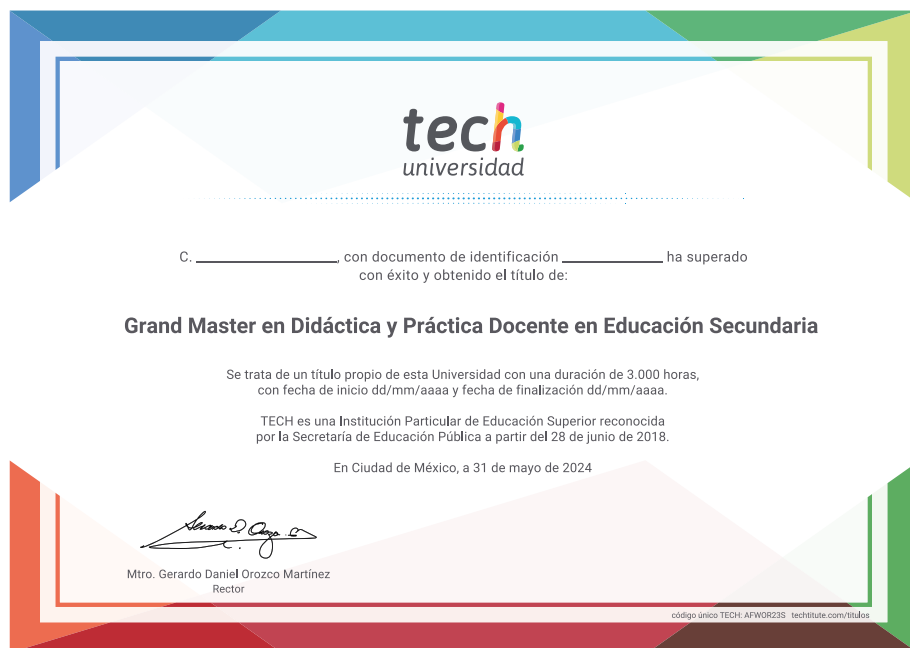 tech
universidad
C. ____________, con documento de identificación ____________ ha superado
con éxito y obtenido el título de:
Grand Master en Didáctica y Práctica Docente en Educación Secundaria
Se trata de un título propio de esta Universidad con una duración de 3.000 horas,
con fecha de inicio dd/mm/aaaa y fecha de finalización dd/mm/aaaa.
TECH es una Institución Particular de Educación Superior reconocida
por la Secretaría de Educación Pública a partir del 28 de junio de 2018.
En Ciudad de México, a 31 de mayo de 2024
Mtro. Gerardo Daniel Orozco Martínez
Rector
código único TECH: AFWOR23S techtitute.com/titulos